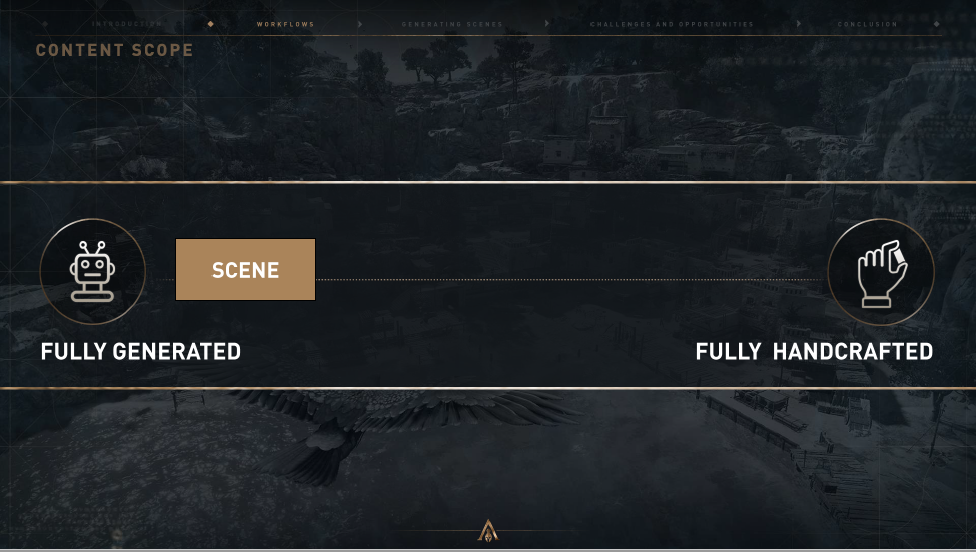 INTRODUCTION
WORKFLOWS
GENERATING SCENES
CHALLENGES AND OPPORTUNITIES
CONCLUSION
CONTENT SCOPE
SCENE
FULLY GENERATED
FULLY HANDCRAFTED